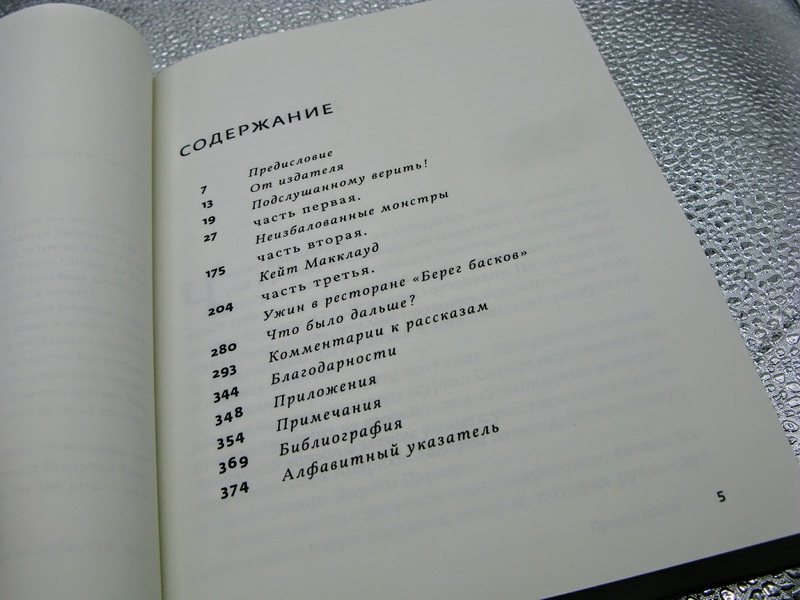 СОДЕРЖАНИЕ
7 Предисловие
13 От издателя
19 Подслушанному верить!
27 часть первая.
Неизбалованные монстры
175 часть вторая.
Кейт Макклауд
204 часть третья.
Ужин в ресторане «Берег басков»
280 Что было дальше?
293 Комментарии к рассказам
344 Благодарности
348 Приложения
354 Примечания
369 Библиография
374 Алфавитный указатель
5